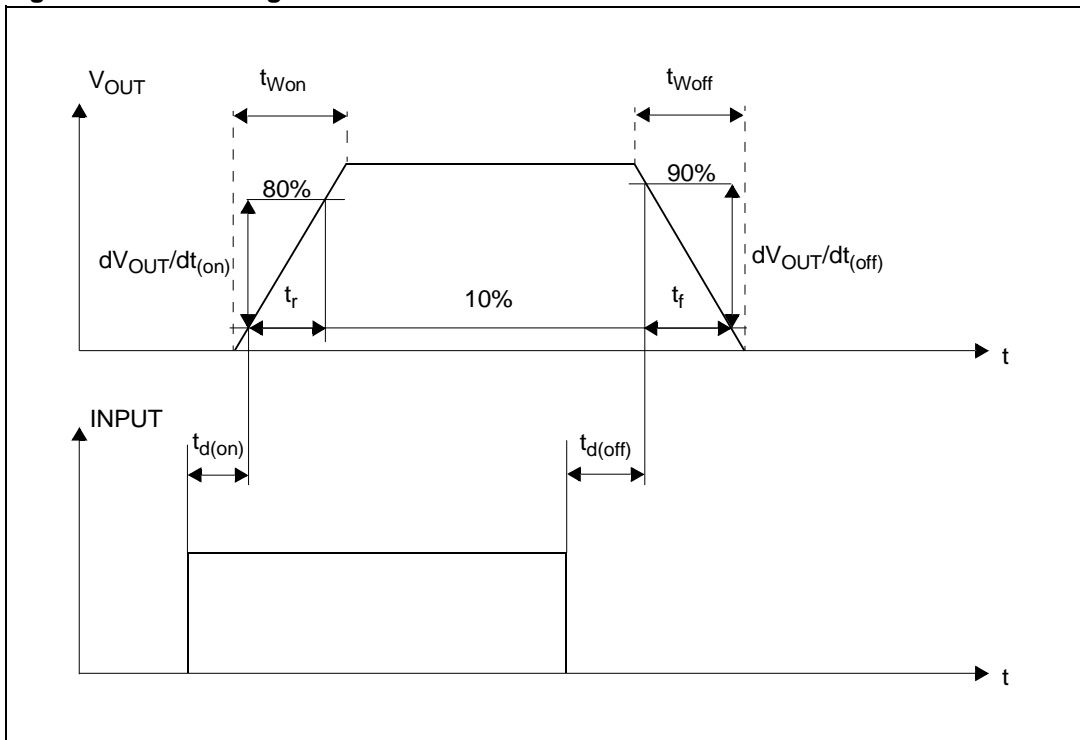 V_OUT
t_Won
t_Woff
80%
90%
dV_OUT/dt_(on)
dV_OUT/dt_(off)
t_r
10%
t_f
t
INPUT
t_d(on)
t_d(off)
t